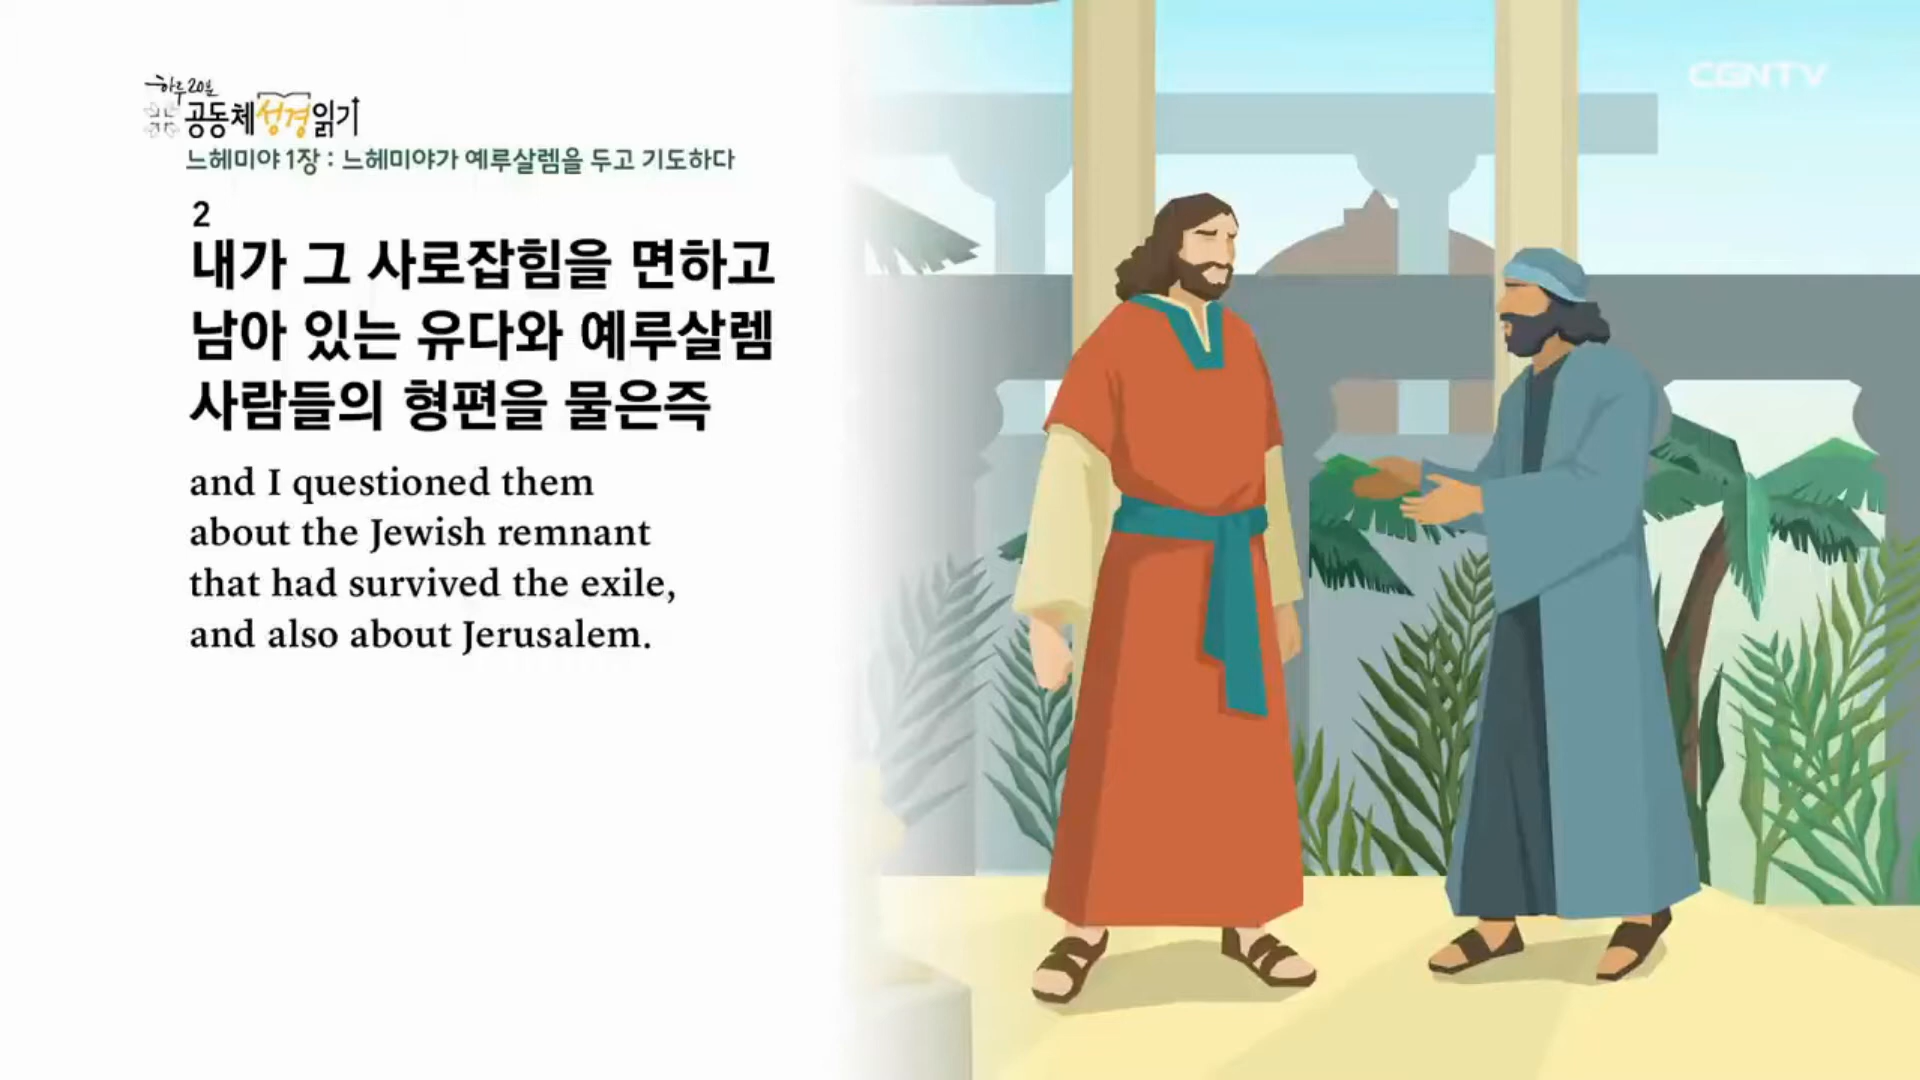 하루 20분
공동체성경읽기
느헤미야 1장 : 느헤미야가 예루살렘을 두고 기도하다
2
내가 그 사로잡힘을 면하고
남아 있는 유다와 예루살렘
사람들의 형편을 물은즉
and I questioned them
about the Jewish remnant
that had survived the exile,
and also about Jerusalem.
CGNTV